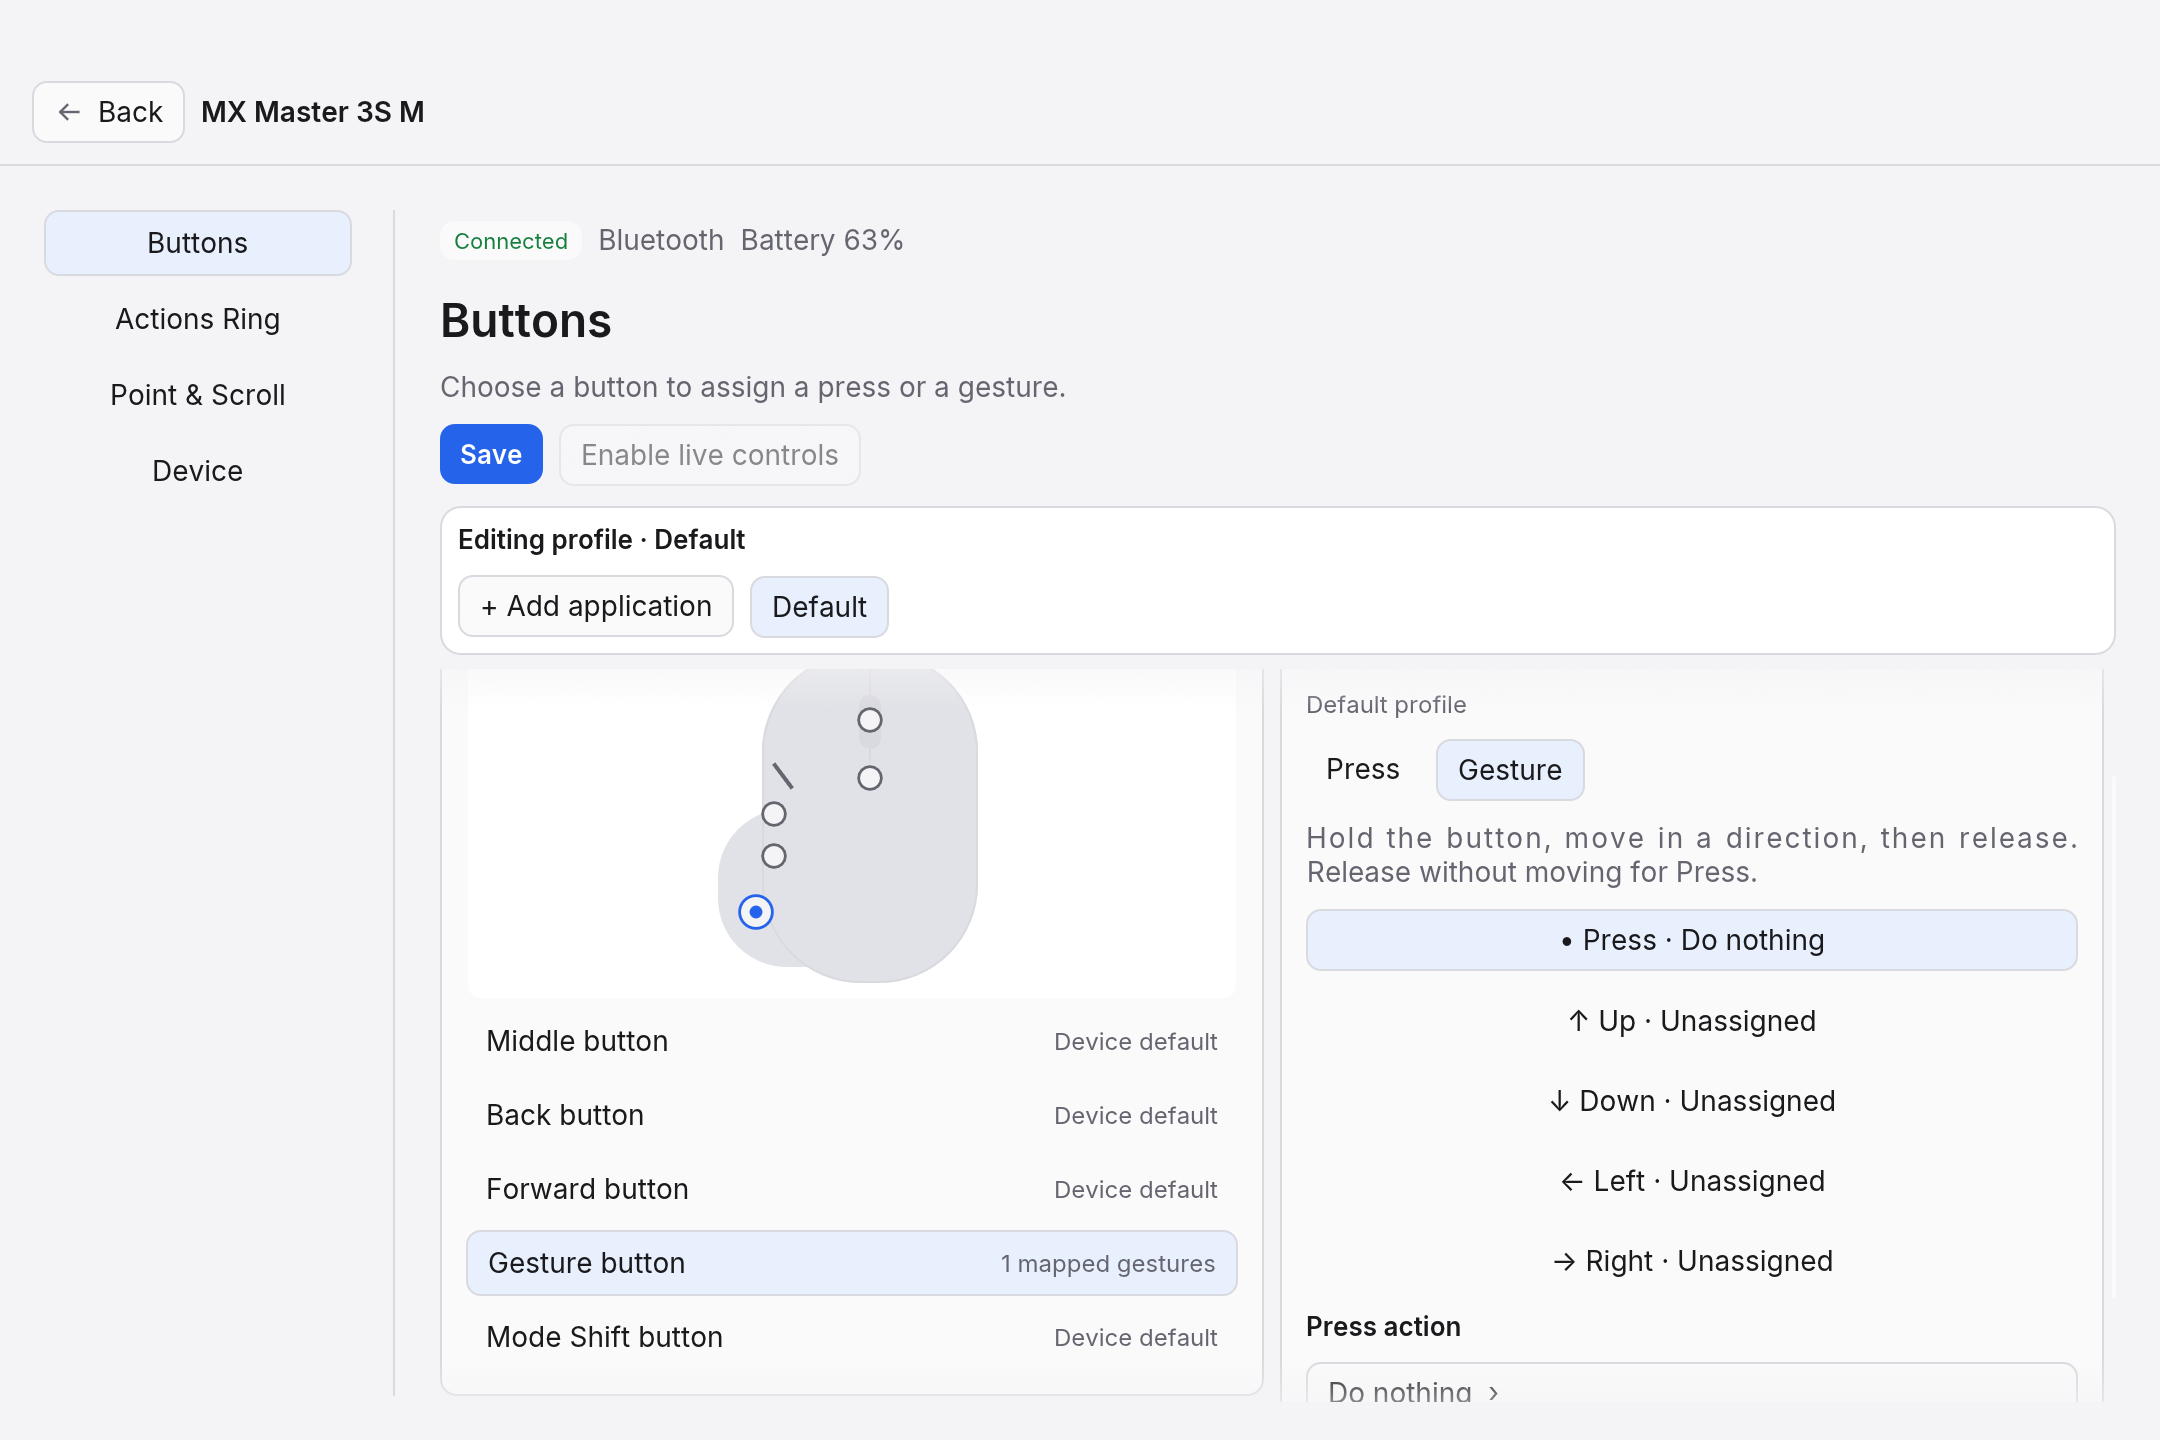 ← Back MX Master 3S M
Buttons
Actions Ring
Point & Scroll
Device
Connected Bluetooth Battery 63%
Buttons
Choose a button to assign a press or a gesture.
Save Enable live controls
Editing profile · Default
+ Add application Default
Middle button Device default
Back button Device default
Forward button Device default
Gesture button 1 mapped gestures
Mode Shift button Device default
Default profile
Press Gesture
Hold the button, move in a direction, then release.
Release without moving for Press.
• Press · Do nothing
↑ Up · Unassigned
↓ Down · Unassigned
← Left · Unassigned
→ Right · Unassigned
Press action
Do nothing ›